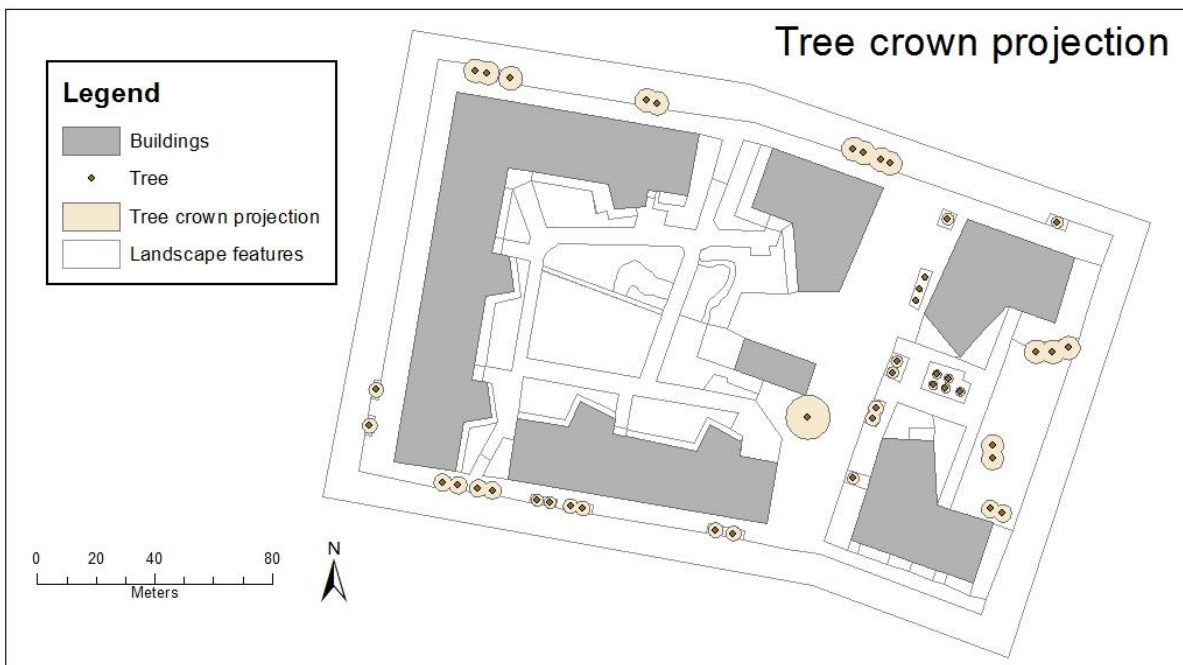 Tree crown projection
Legend
Buildings
Tree
Tree crown projection
Landscape features
0 20 40 80
Meters
N